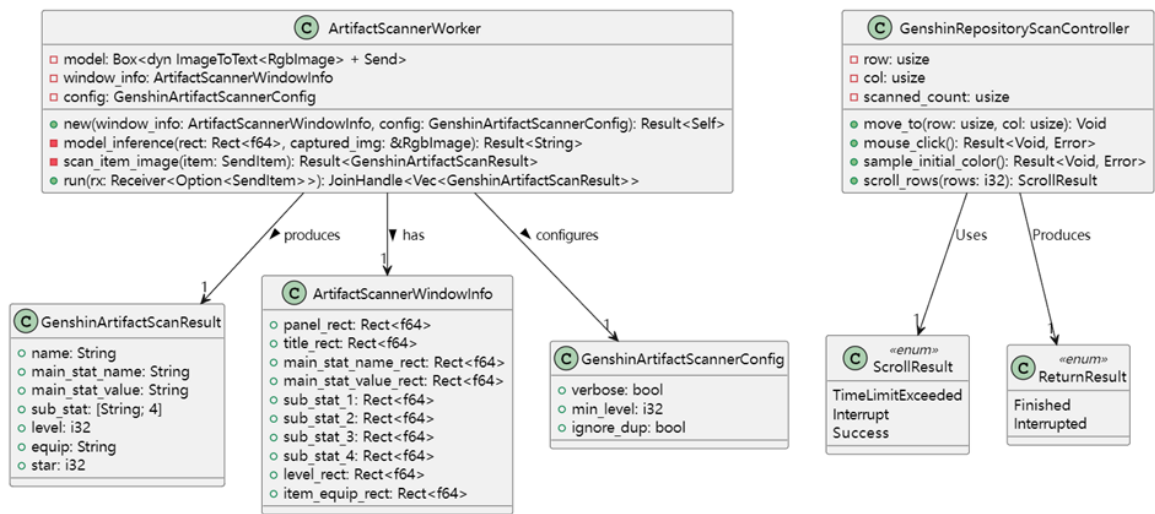 C ArtifactScannerWorker
model: Box<dyn ImageToText<RgbImage> + Send>
window_info: ArtifactScannerWindowInfo
config: GenshinArtifactScannerConfig
new(window_info: ArtifactScannerWindowInfo, config: GenshinArtifactScannerConfig): Result<Self>
model_inference(rect: Rect<f64>, captured_img: &RgbImage): Result<String>
scan_item_image(item: SendItem): Result<GenshinArtifactScanResult>
run(rx: Receiver<Option<SendItem>>): JoinHandle<Vec<GenshinArtifactScanResult>>
C GenshinRepositoryScanController
row: usize
col: usize
scanned_count: usize
move_to(row: usize, col: usize): Void
mouse_click(): Result<Void, Error>
sample_initial_color(): Result<Void, Error>
scroll_rows(rows: i32): ScrollResult
produces
has
configures
Uses
Produces
1
1
1
1
1
C GenshinArtifactScanResult
name: String
main_stat_name: String
main_stat_value: String
sub_stat: [String; 4]
level: i32
equip: String
star: i32
C ArtifactScannerWindowInfo
panel_rect: Rect<f64>
title_rect: Rect<f64>
main_stat_name_rect: Rect<f64>
main_stat_value_rect: Rect<f64>
sub_stat_1: Rect<f64>
sub_stat_2: Rect<f64>
sub_stat_3: Rect<f64>
sub_stat_4: Rect<f64>
level_rect: Rect<f64>
item_equip_rect: Rect<f64>
C GenshinArtifactScannerConfig
verbose: bool
min_level: i32
ignore_dup: bool
C «enum»
ScrollResult
TimeLimitExceeded
Interrupt
Success
C «enum»
ReturnResult
Finished
Interrupted